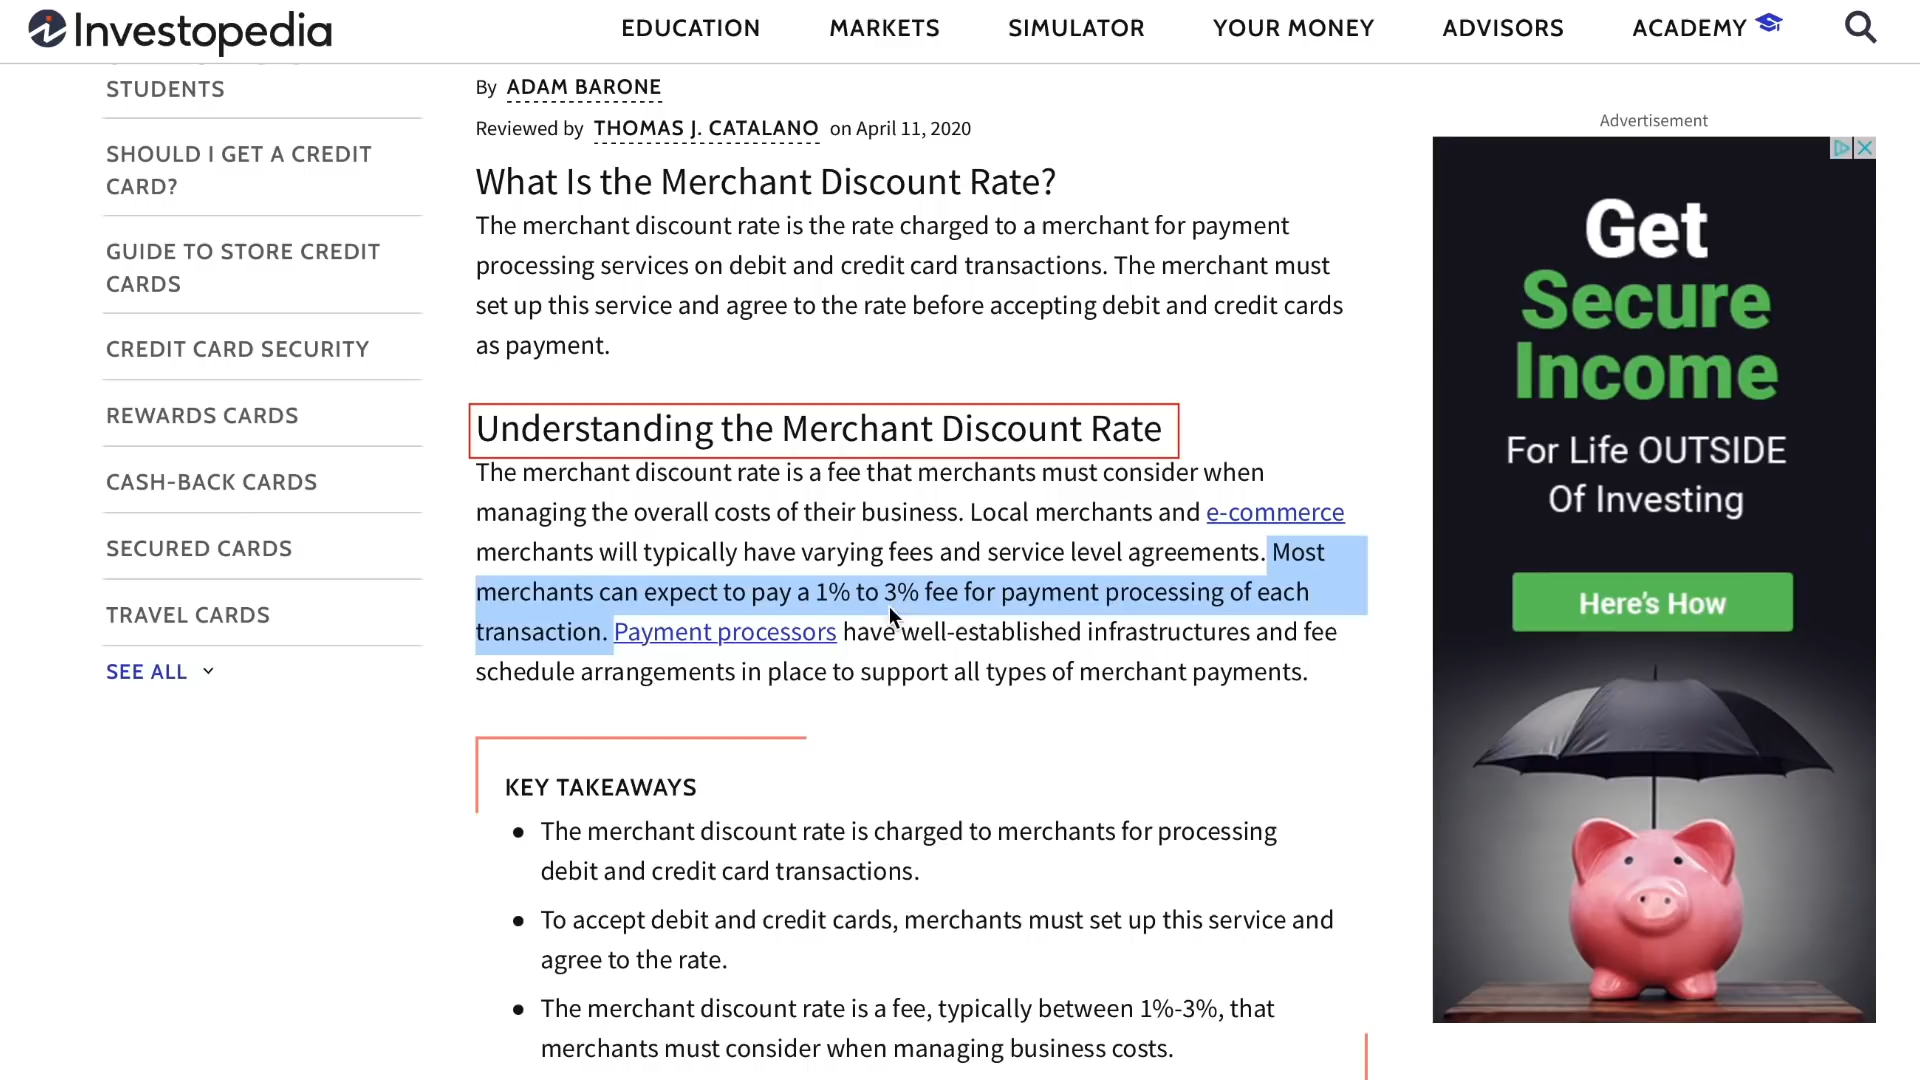 Investopedia
EDUCATION
MARKETS
SIMULATOR
YOUR MONEY
ADVISORS
ACADEMY
STUDENTS
SHOULD I GET A CREDIT
CARD?
GUIDE TO STORE CREDIT
CARDS
CREDIT CARD SECURITY
REWARDS CARDS
CASH-BACK CARDS
SECURED CARDS
TRAVEL CARDS
SEE ALL
By ADAM BARONE
Reviewed by THOMAS J. CATALANO on April 11, 2020
What Is the Merchant Discount Rate?
The merchant discount rate is the rate charged to a merchant for payment
processing services on debit and credit card transactions. The merchant must
set up this service and agree to the rate before accepting debit and credit cards
as payment.
Understanding the Merchant Discount Rate
The merchant discount rate is a fee that merchants must consider when
managing the overall costs of their business. Local merchants and e-commerce
merchants will typically have varying fees and service level agreements. Most
merchants can expect to pay a 1% to 3% fee for payment processing of each
transaction. Payment processors have well-established infrastructures and fee
schedule arrangements in place to support all types of merchant payments.
KEY TAKEAWAYS
● The merchant discount rate is charged to merchants for processing
debit and credit card transactions.
● To accept debit and credit cards, merchants must set up this service and
agree to the rate.
● The merchant discount rate is a fee, typically between 1%-3%, that
merchants must consider when managing business costs.
Advertisement
Get
Secure
Income
For Life OUTSIDE
Of Investing
Here's How